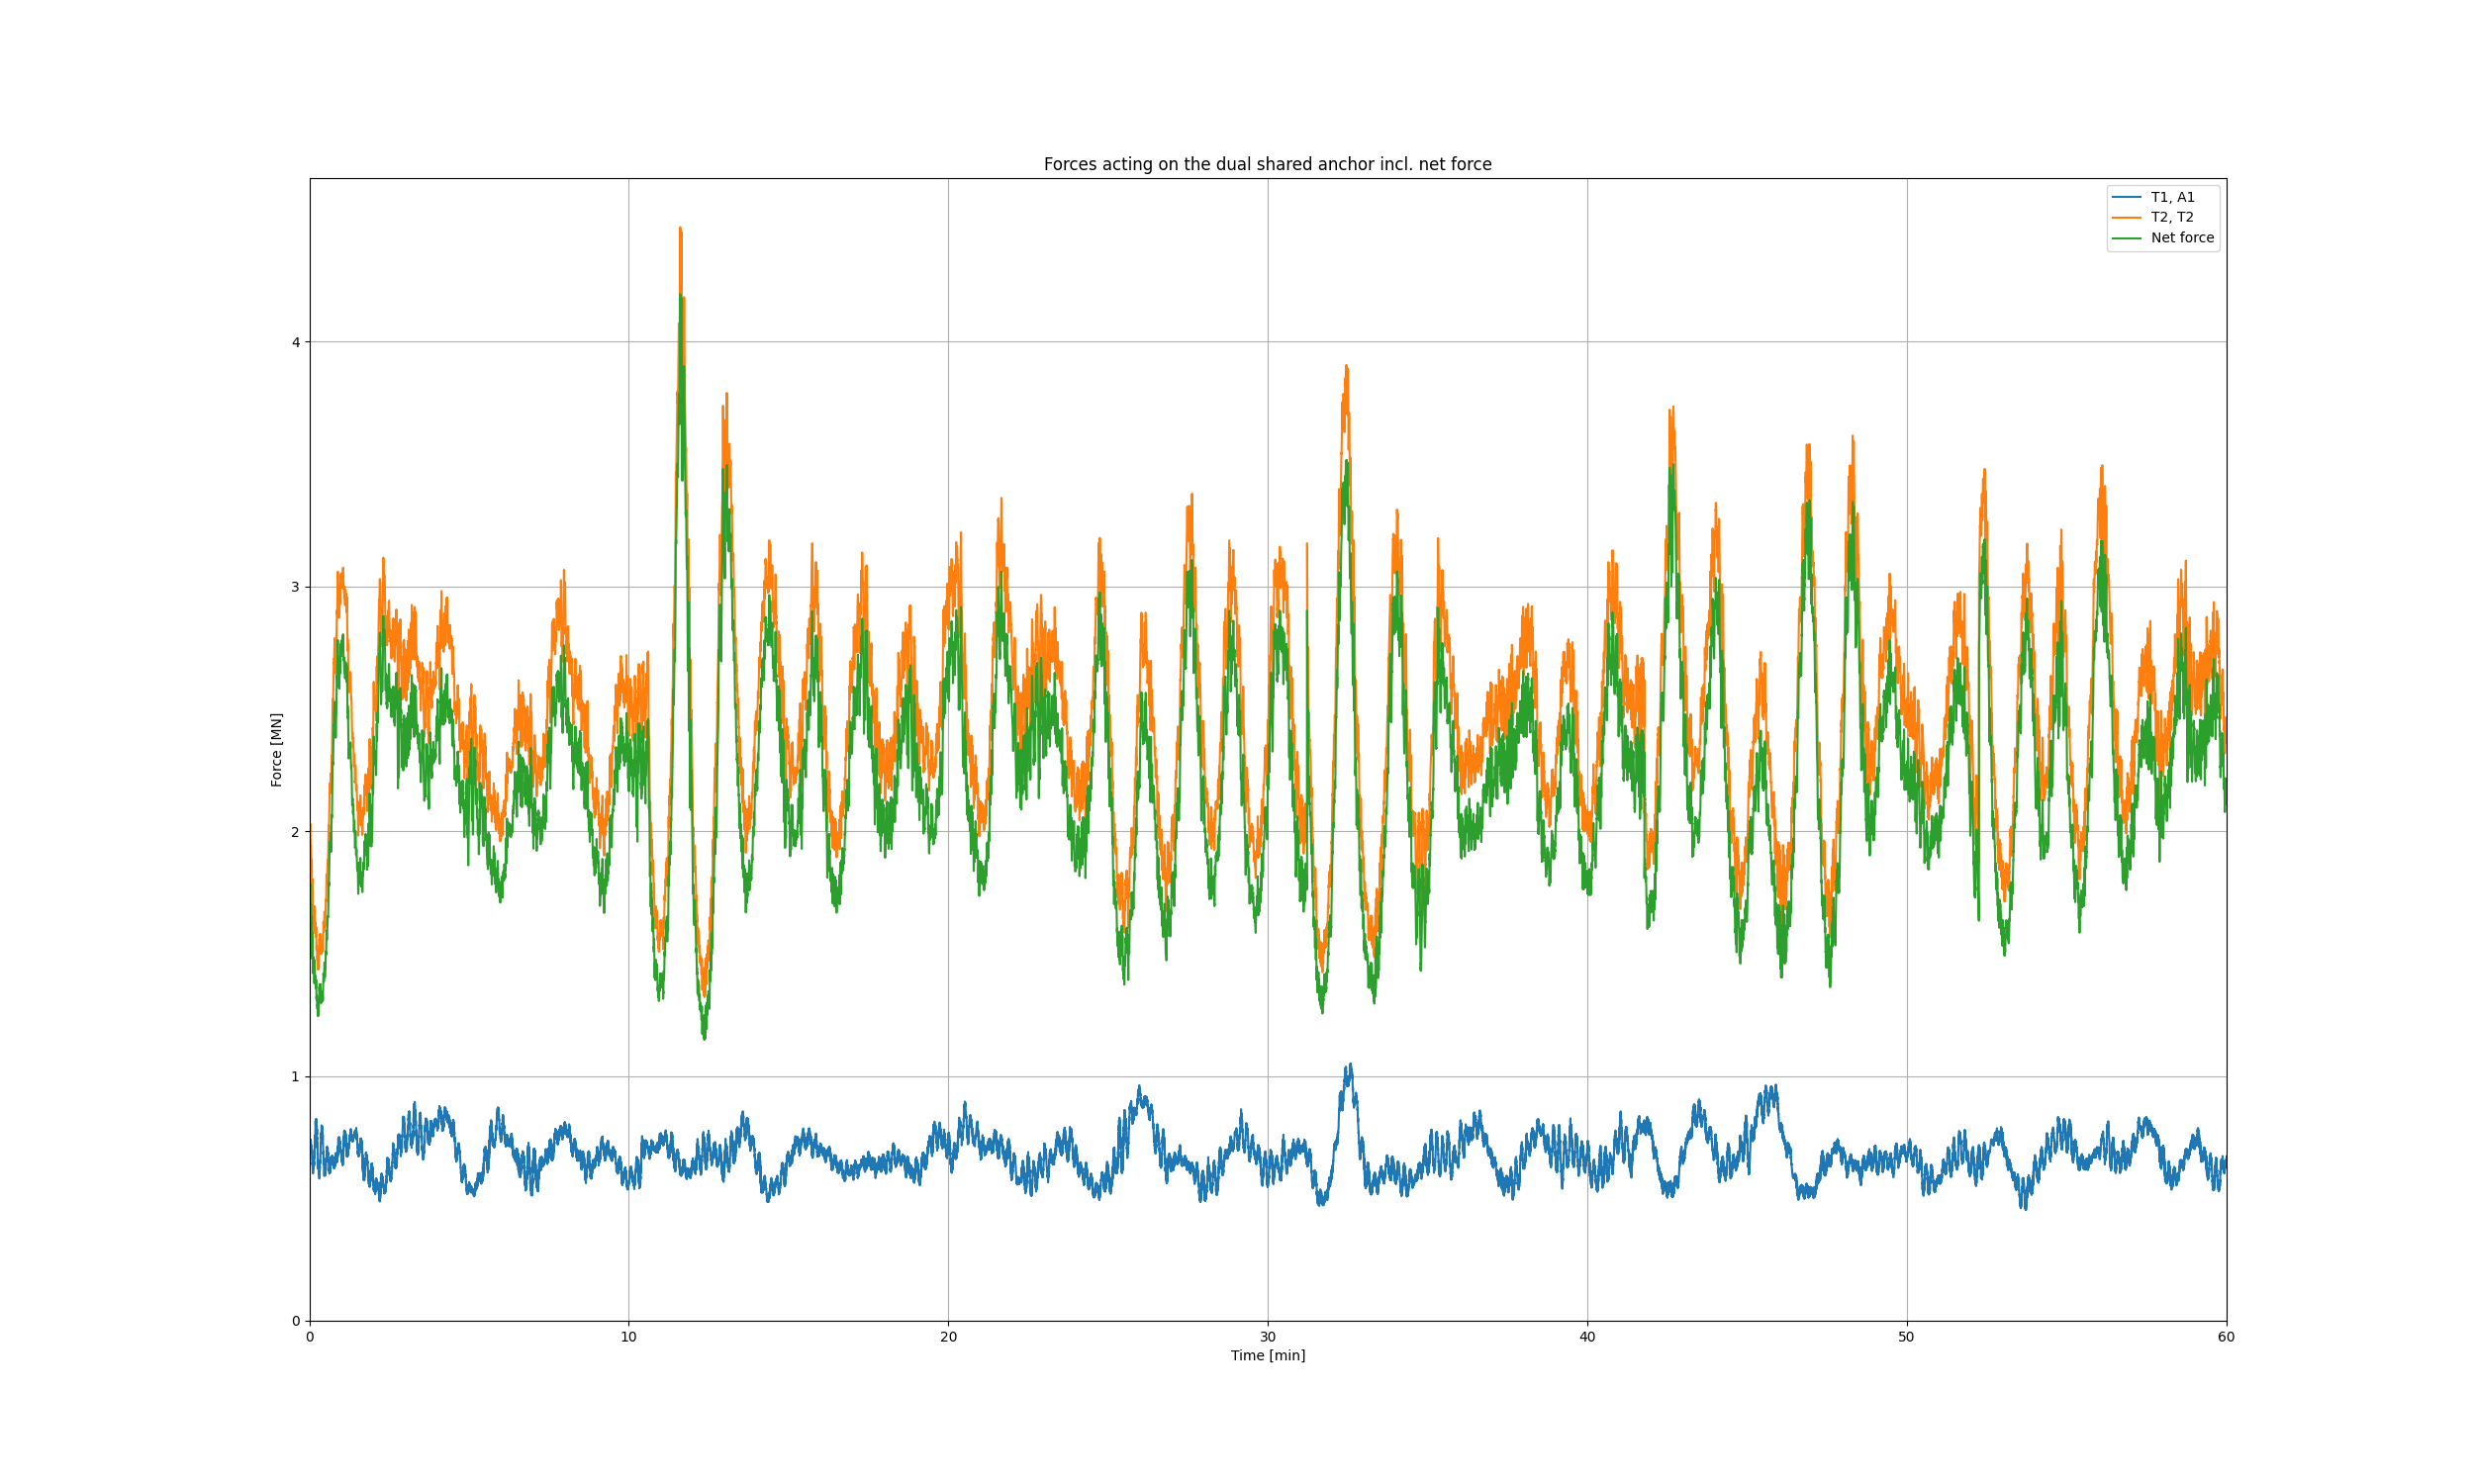 Forces acting on the dual shared anchor incl. net force
T1, A1
T2, T2
Net force
4
3
2
1
0
Force [MN]
0 10 20 30 40 50 60
Time [min]